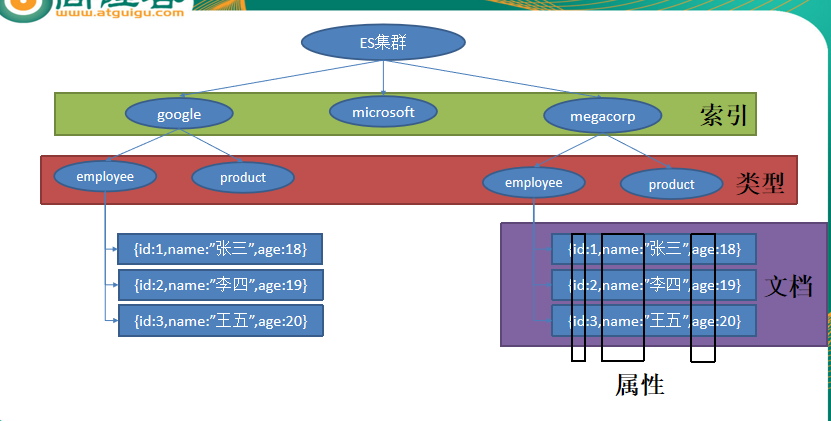 www.atguigu.com
ES集群
google
microsoft
megacorp
索引
employee
product
employee
product
类型
{id:1,name:”张三”,age:18}
{id:2,name:”李四”,age:19}
{id:3,name:”王五”,age:20}
{id:1,name:”张三”,age:18}
{id:2,name:”李四”,age:19}
{id:3,name:”王五”,age:20}
文档
属性